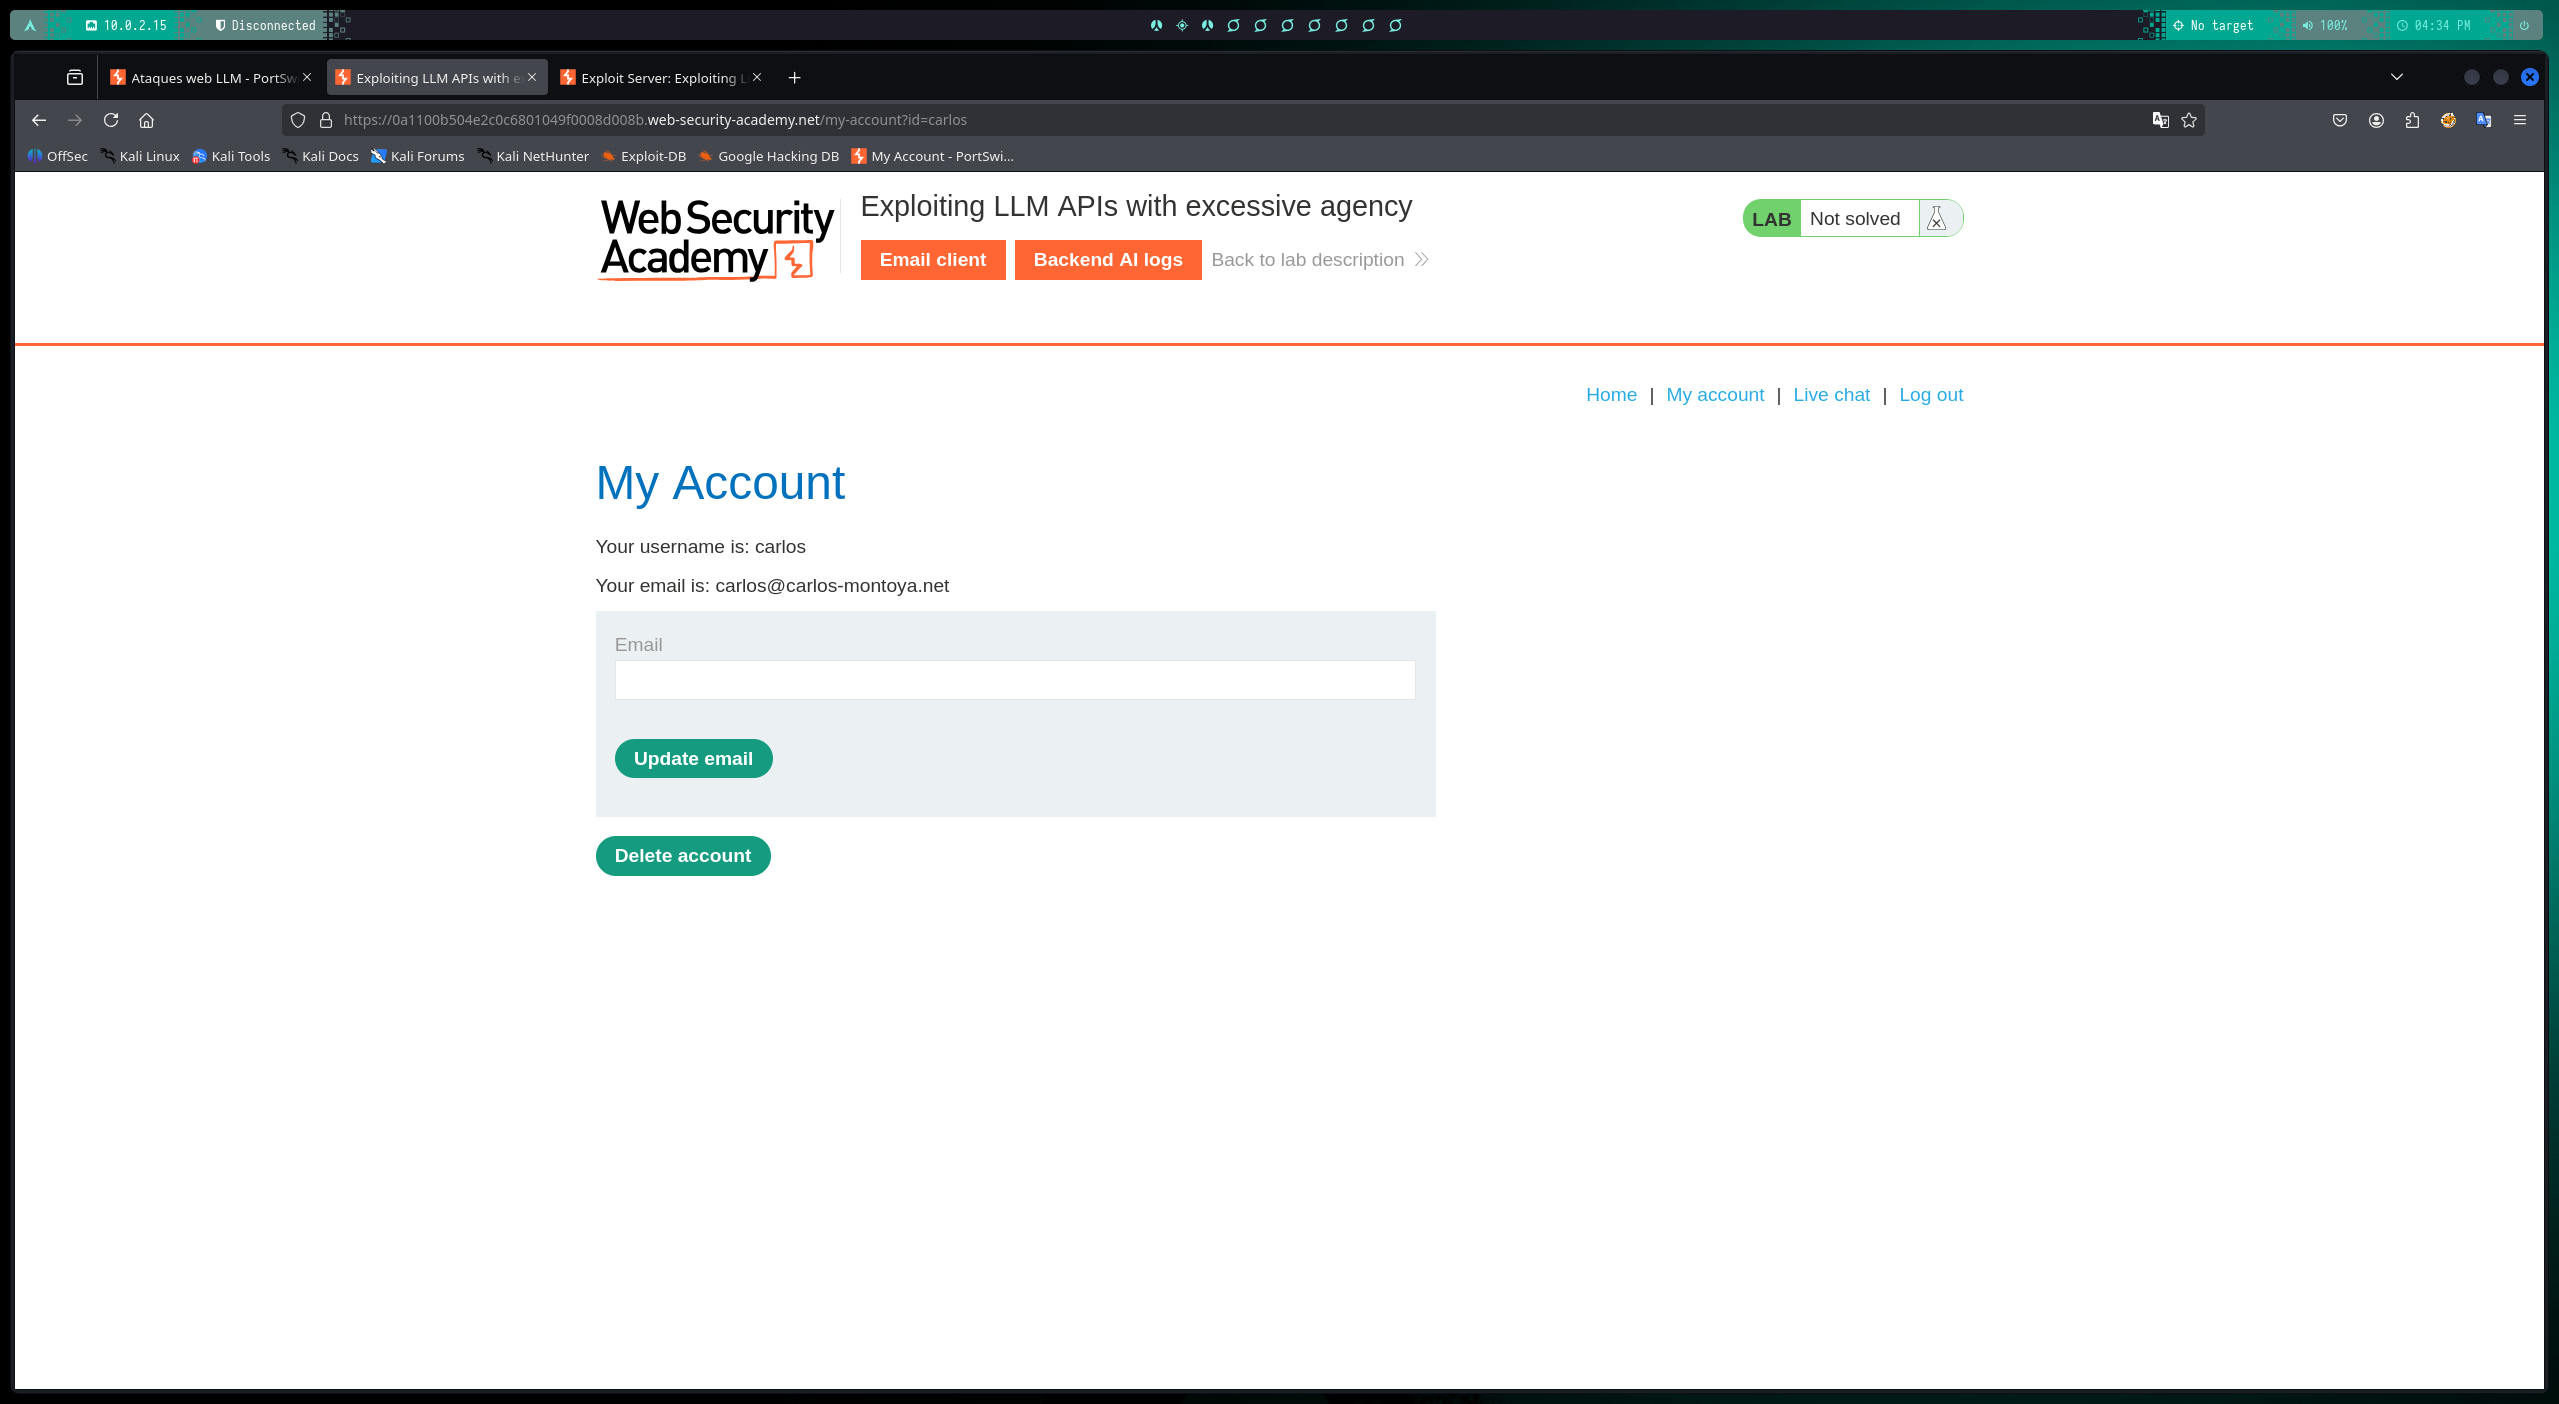 10.0.2.15 Disconnected No target 100% 04:34 PM
Ataques web LLM - PortSw Exploiting LLM APIs with e Exploit Server: Exploiting L
https://0a1100b504e2c0c6801049f0008d008b.web-security-academy.net/my-account?id=carlos
OffSec Kali Linux Kali Tools Kali Docs Kali Forums Kali NetHunter Exploit-DB Google Hacking DB My Account - PortSwi...
Web Security
Academy
Exploiting LLM APIs with excessive agency
LAB Not solved
Email client Backend AI logs Back to lab description
Home | My account | Live chat | Log out
My Account
Your username is: carlos
Your email is: carlos@carlos-montoya.net
Email
Update email
Delete account